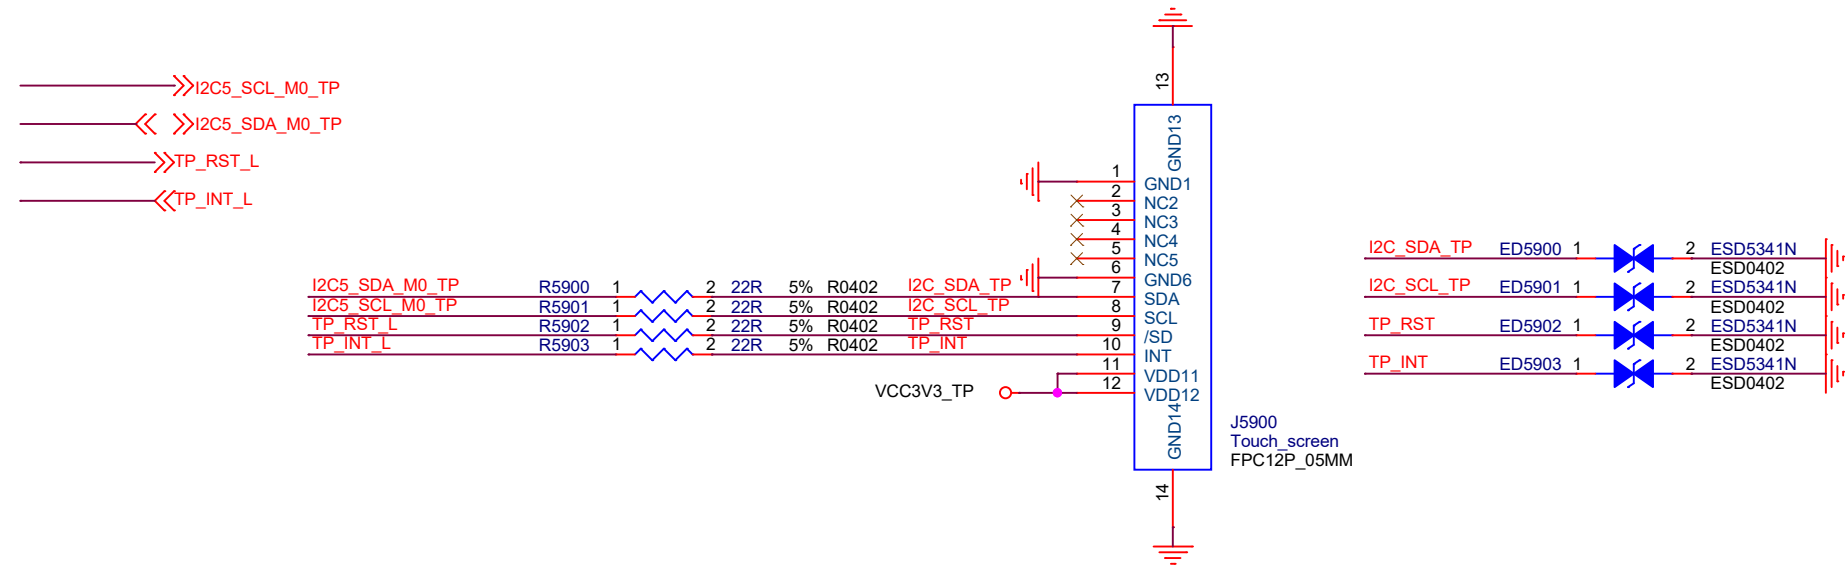 I2C5_SCL_M0_TP
I2C5_SDA_M0_TP
TP_RST_L
TP_INT_L
13
GND13
1 GND1
2 NC2
3 NC3
4 NC4
5 NC5
6 GND6
7 SDA
8 SCL
9 /SD
10 INT
11 VDD11
12 VDD12
GND14
14
I2C5_SDA_M0_TP R5900 1 2 22R 5% R0402 I2C_SDA_TP
I2C5_SCL_M0_TP R5901 1 2 22R 5% R0402 I2C_SCL_TP
TP_RST_L R5902 1 2 22R 5% R0402 TP_RST
TP_INT_L R5903 1 2 22R 5% R0402 TP_INT
VCC3V3_TP
J5900
Touch_screen
FPC12P_05MM
I2C_SDA_TP ED5900 1 2 ESD5341N
ESD0402
I2C_SCL_TP ED5901 1 2 ESD5341N
ESD0402
TP_RST ED5902 1 2 ESD5341N
ESD0402
TP_INT ED5903 1 2 ESD5341N
ESD0402